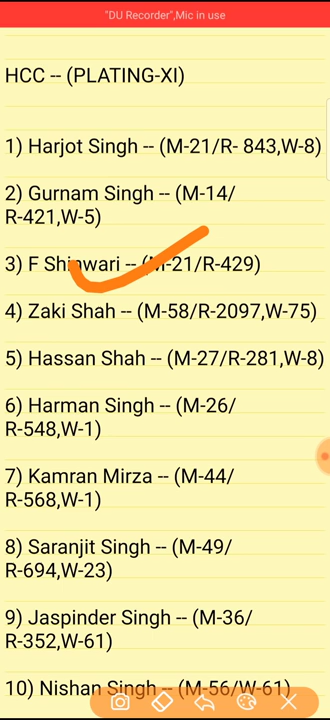 "DU Recorder",Mic in use
HCC -- (PLATING-XI)
1) Harjot Singh -- (M-21/R- 843,W-8)
2) Gurnam Singh -- (M-14/
R-421,W-5)
3) F Shinwari -- (M-21/R-429)
4) Zaki Shah -- (M-58/R-2097,W-75)
5) Hassan Shah -- (M-27/R-281,W-8)
6) Harman Singh -- (M-26/
R-548,W-1)
7) Kamran Mirza -- (M-44/
R-568,W-1)
8) Saranjit Singh -- (M-49/
R-694,W-23)
9) Jaspinder Singh -- (M-36/
R-352,W-61)
10) Nishan Singh -- (M-56/W-61)